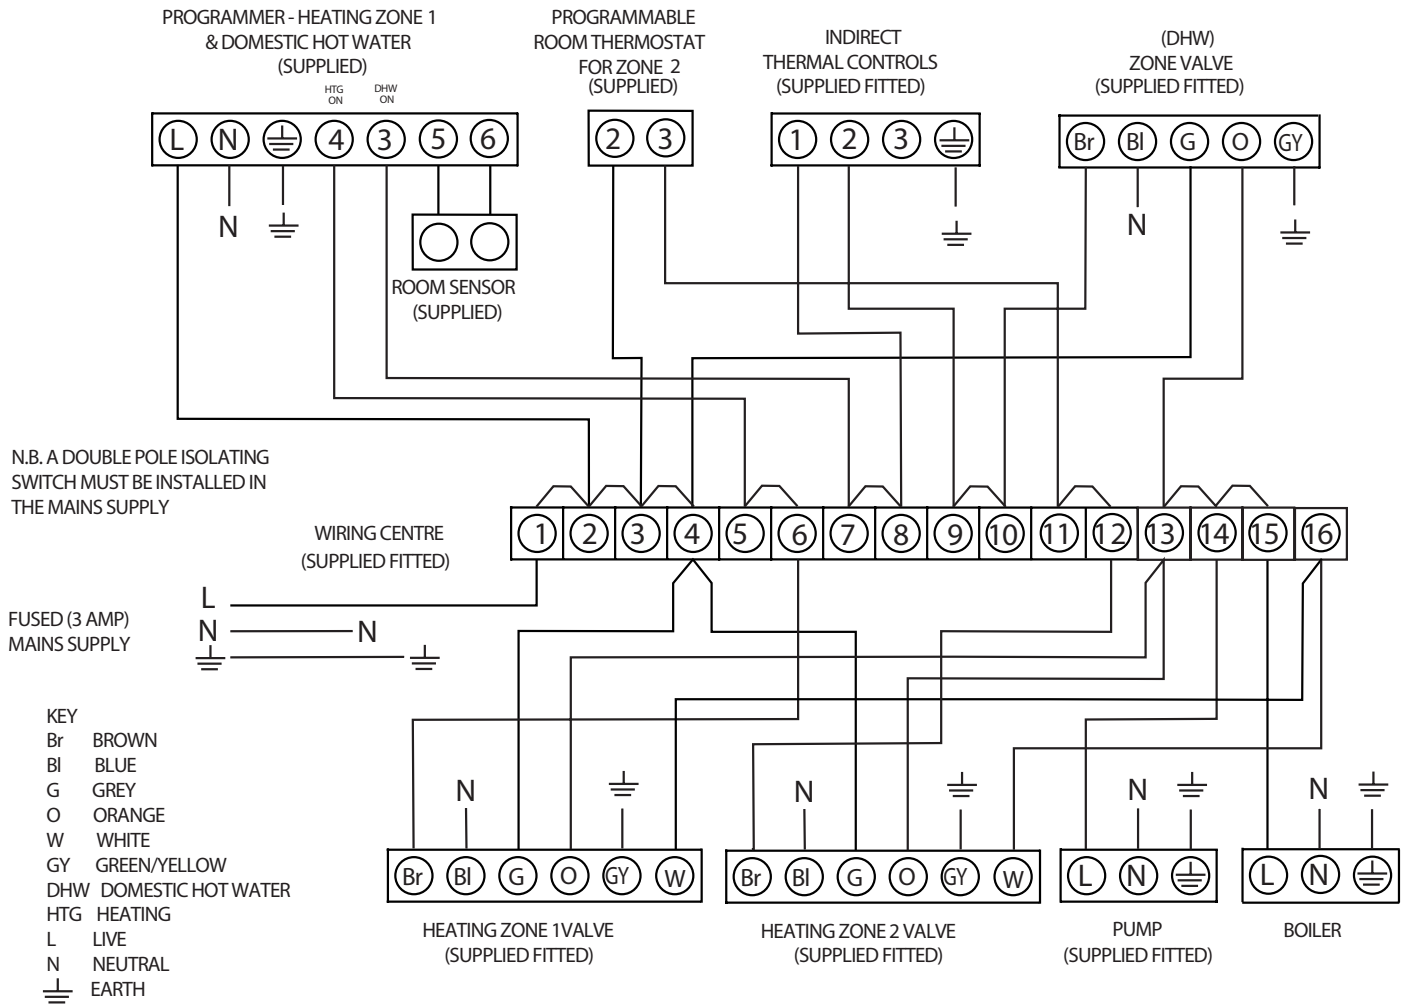 PROGRAMMER - HEATING ZONE 1
& DOMESTIC HOT WATER
(SUPPLIED)
HTG
ON
DHW
ON
L N 4 3 5 6
N
ROOM SENSOR
(SUPPLIED)
PROGRAMMABLE
ROOM THERMOSTAT
FOR ZONE 2
(SUPPLIED)
2 3
INDIRECT
THERMAL CONTROLS
(SUPPLIED FITTED)
1 2 3
(DHW)
ZONE VALVE
(SUPPLIED FITTED)
Br Bl G O GY
N
N.B. A DOUBLE POLE ISOLATING
SWITCH MUST BE INSTALLED IN
THE MAINS SUPPLY
WIRING CENTRE
(SUPPLIED FITTED)
1 2 3 4 5 6 7 8 9 10 11 12 13 14 15 16
FUSED (3 AMP)
MAINS SUPPLY
L
N N
KEY
Br BROWN
Bl BLUE
G GREY
O ORANGE
W WHITE
GY GREEN/YELLOW
DHW DOMESTIC HOT WATER
HTG HEATING
L LIVE
N NEUTRAL
EARTH
N
Br Bl G O GY W
HEATING ZONE 1VALVE
(SUPPLIED FITTED)
N
Br Bl G O GY W
HEATING ZONE 2 VALVE
(SUPPLIED FITTED)
N
L N
PUMP
(SUPPLIED FITTED)
N
L N
BOILER